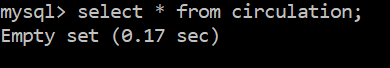 mysql> select * from circulation;
Empty set (0.17 sec)